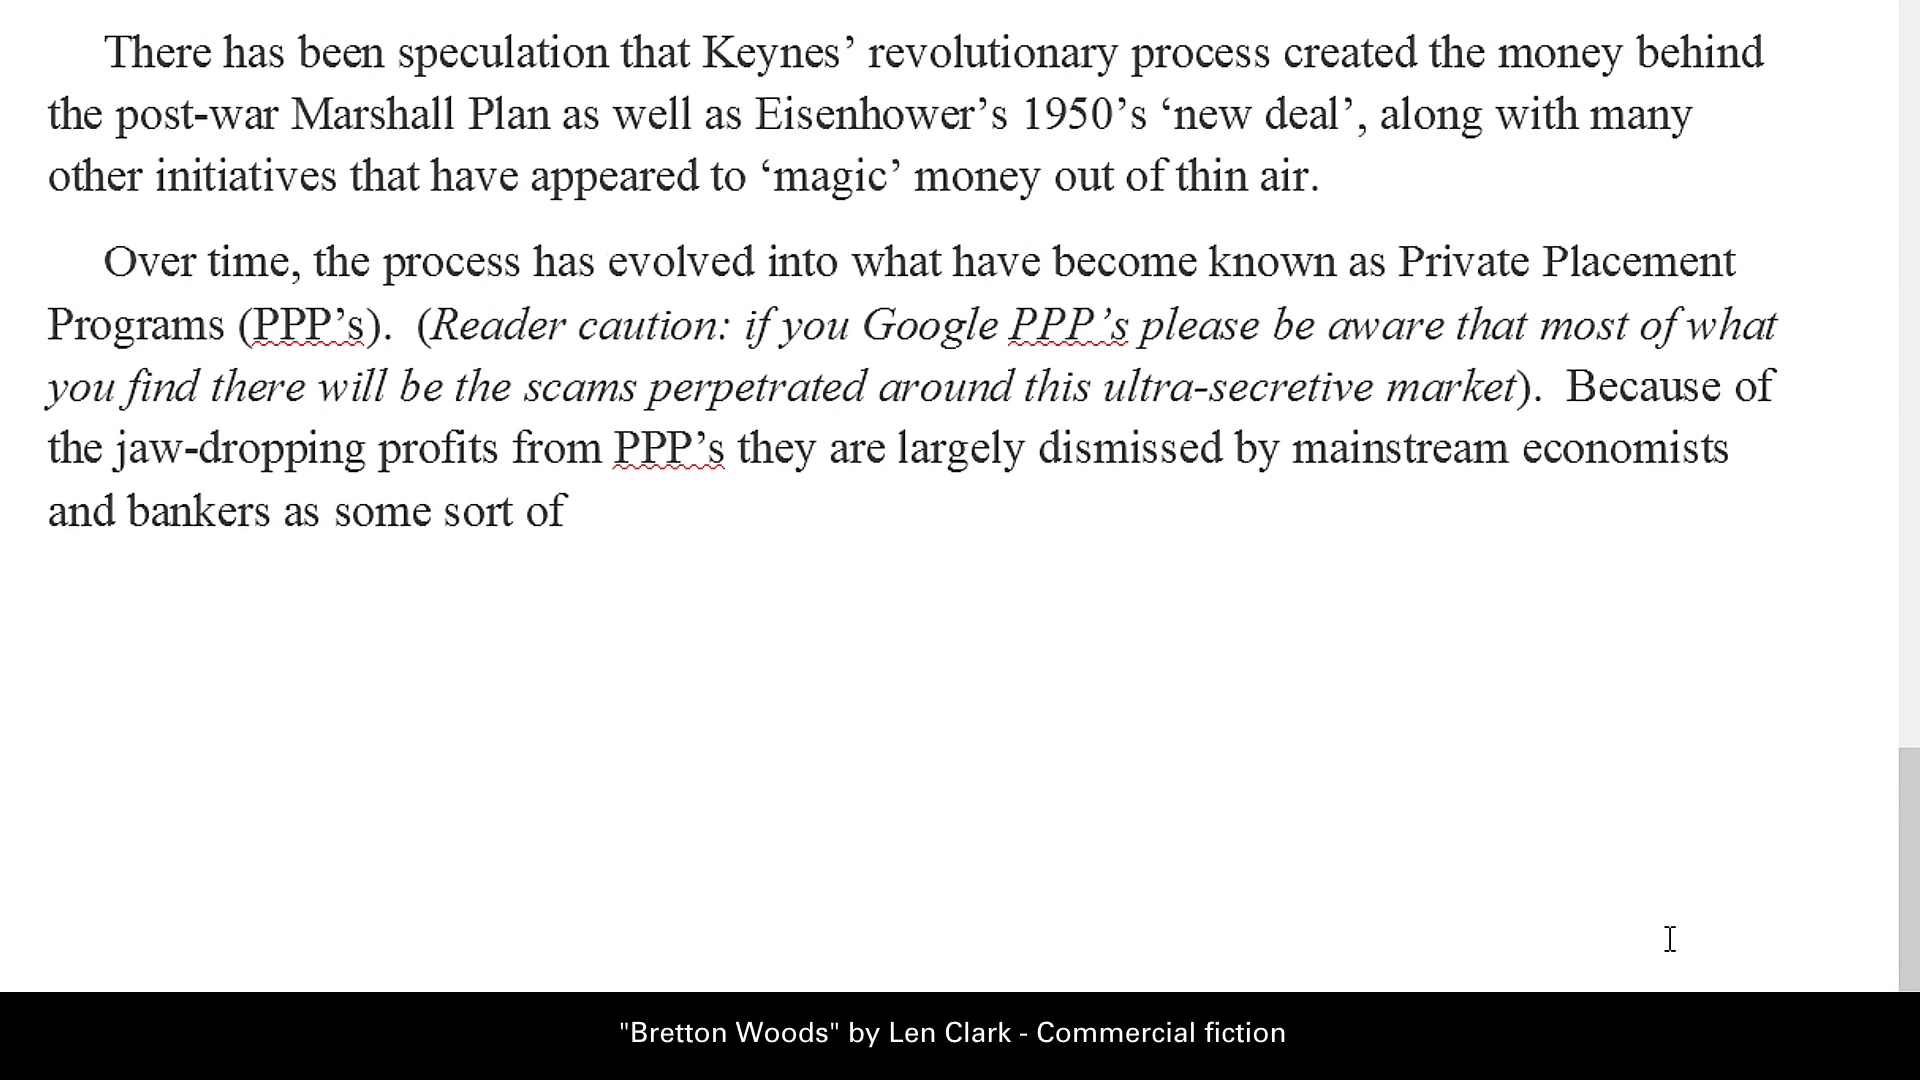 There has been speculation that Keynes’ revolutionary process created the money behind
the post-war Marshall Plan as well as Eisenhower’s 1950’s ‘new deal’, along with many
other initiatives that have appeared to ‘magic’ money out of thin air.
Over time, the process has evolved into what have become known as Private Placement
Programs (PPP’s).  (Reader caution: if you Google PPP’s please be aware that most of what
you find there will be the scams perpetrated around this ultra-secretive market).  Because of
the jaw-dropping profits from PPP’s they are largely dismissed by mainstream economists
and bankers as some sort of
"Bretton Woods" by Len Clark - Commercial fiction